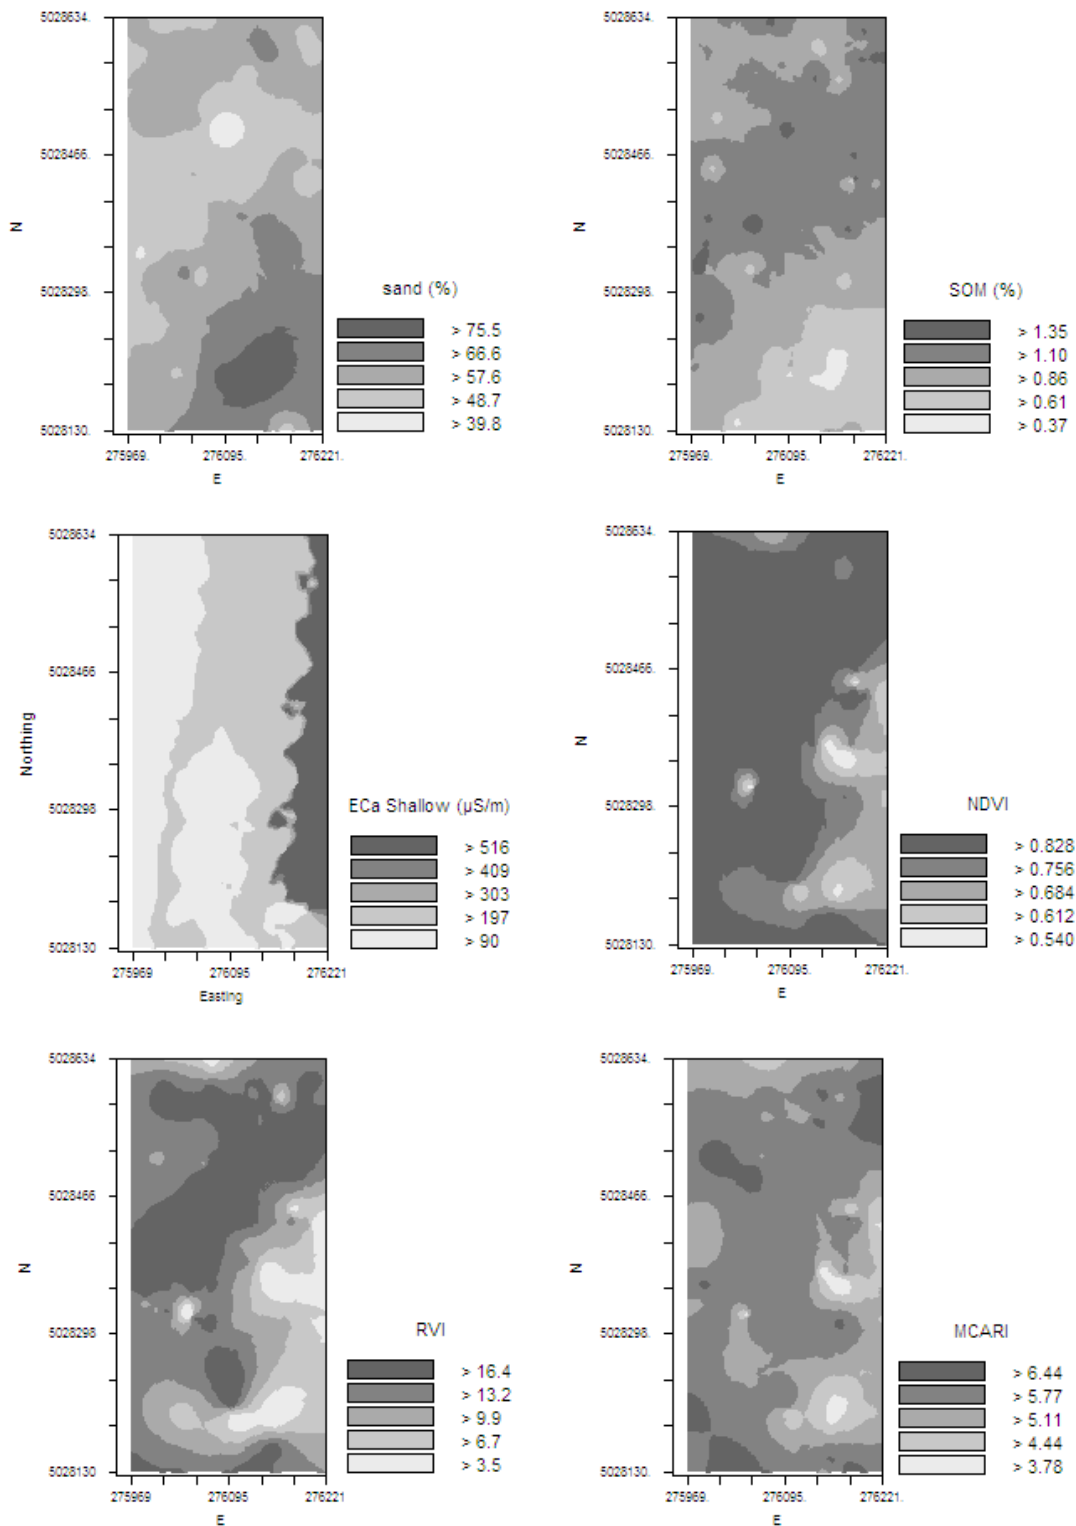 5028634.
5028466.
N
5028298.
5028130.
275969. 276095. 276221.
E
sand (%)
> 75.5
> 66.6
> 57.6
> 48.7
> 39.8
5028634.
5028466.
N
5028298.
5028130.
275969. 276095. 276221.
E
SOM (%)
> 1.35
> 1.10
> 0.86
> 0.61
> 0.37
5028634
5028466
Northing
5028298
5028130
275969 276095 276221
Easting
ECa Shallow (µS/m)
> 516
> 409
> 303
> 197
> 90
5028634.
5028466.
N
5028298.
5028130.
275969. 276095. 276221.
E
NDVI
> 0.828
> 0.756
> 0.684
> 0.612
> 0.540
5028634
5028466
N
5028298
5028130
275969 276095 276221
E
RVI
> 16.4
> 13.2
> 9.9
> 6.7
> 3.5
5028634.
5028466.
N
5028298.
5028130.
275969. 276095. 276221.
E
MCARI
> 6.44
> 5.77
> 5.11
> 4.44
> 3.78